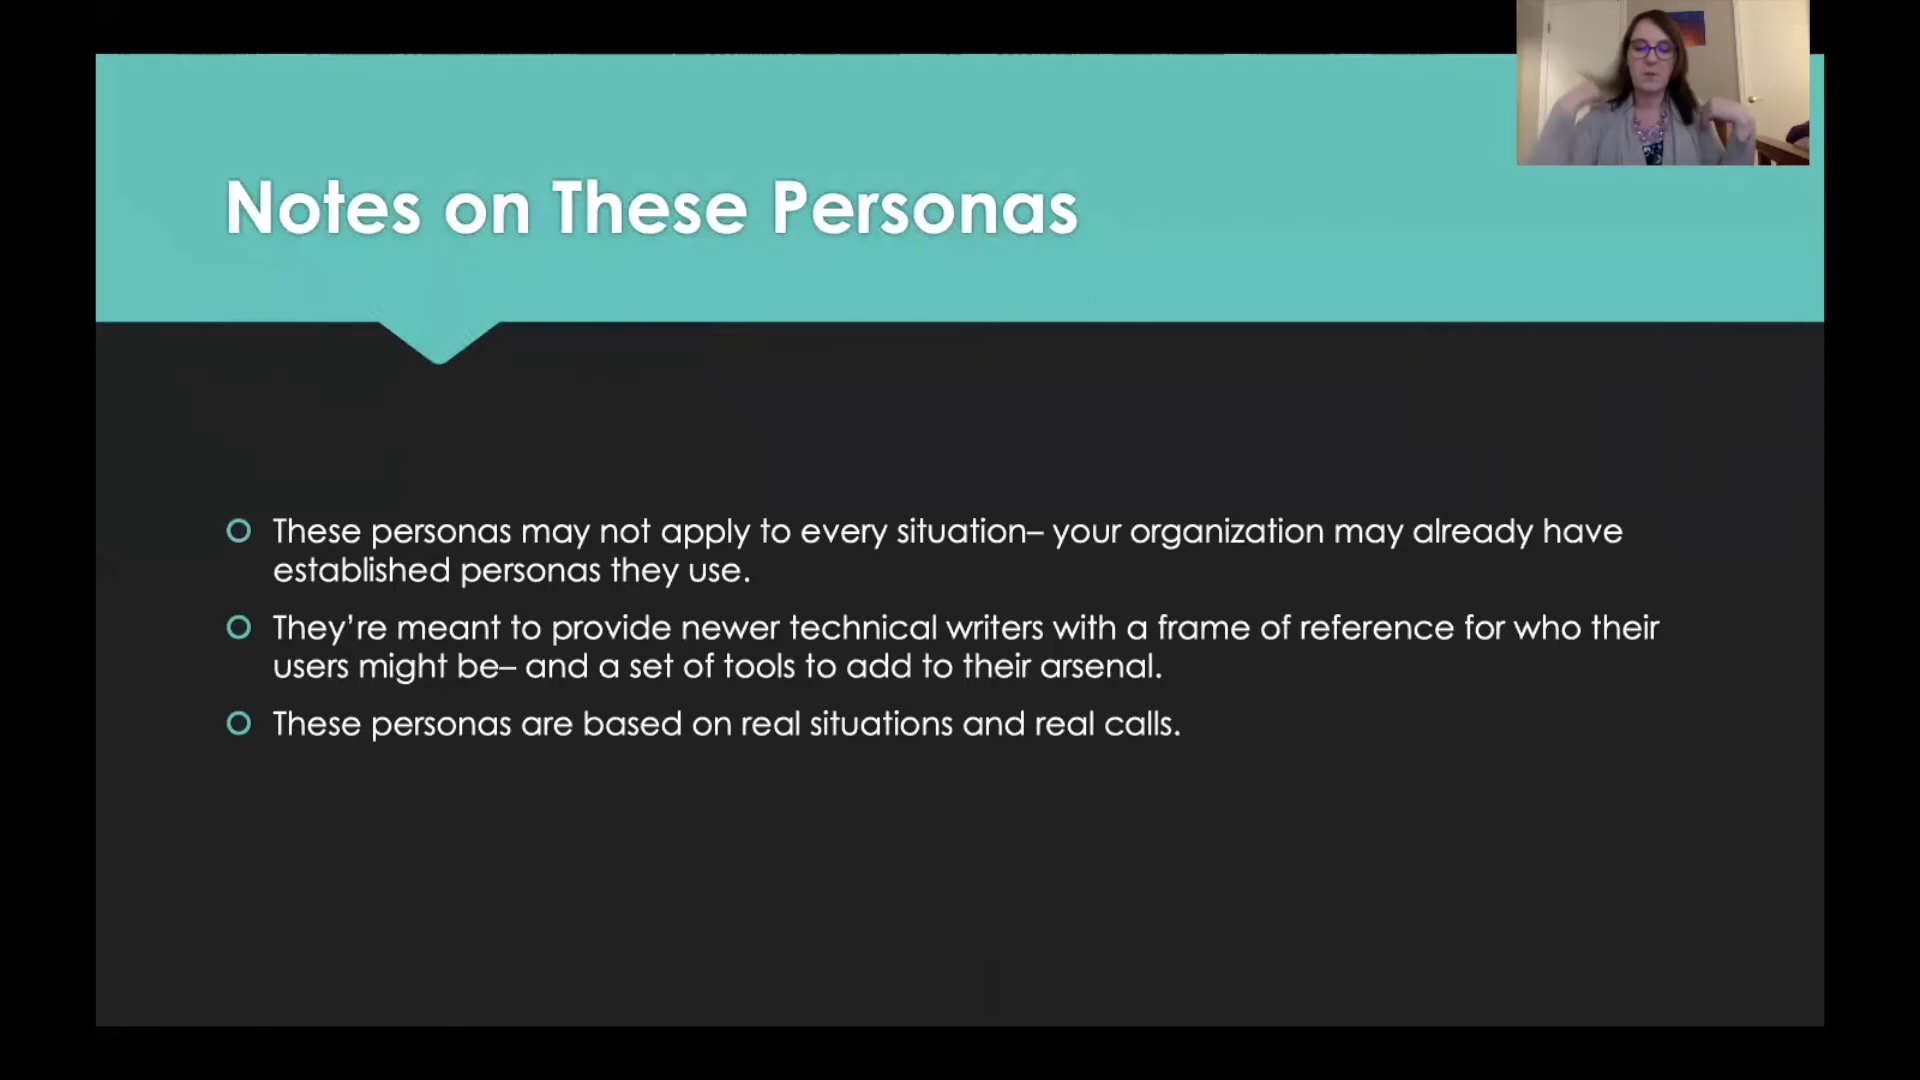 Notes on These Personas
These personas may not apply to every situation– your organization may already have
established personas they use.
They’re meant to provide newer technical writers with a frame of reference for who their
users might be– and a set of tools to add to their arsenal.
These personas are based on real situations and real calls.